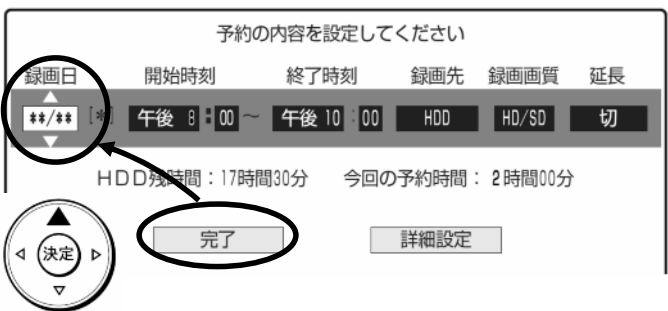 予約の内容を設定してください
録画日 開始時刻 終了時刻 録画先 録画画質 延長
**/** [*] 午後 8:00 ~ 午後 10:00 HDD HD/SD 切
HDD残時間:17時間30分 今回の予約時間: 2時間00分
完了 詳細設定
決定